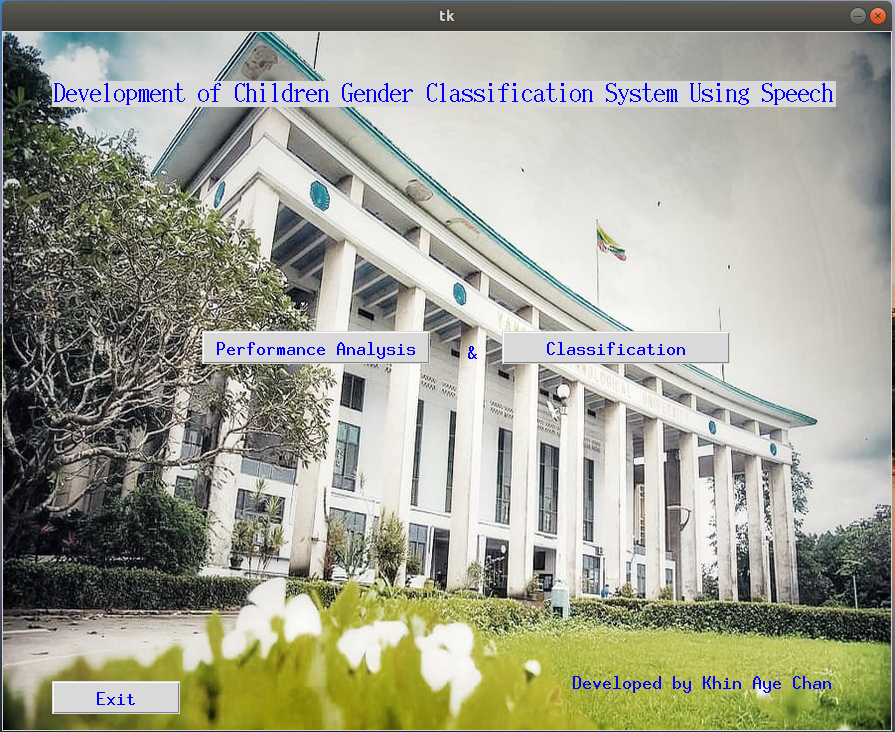 tk
Development of Children Gender Classification System Using Speech
Performance Analysis & Classification
Developed by Khin Aye Chan
Exit